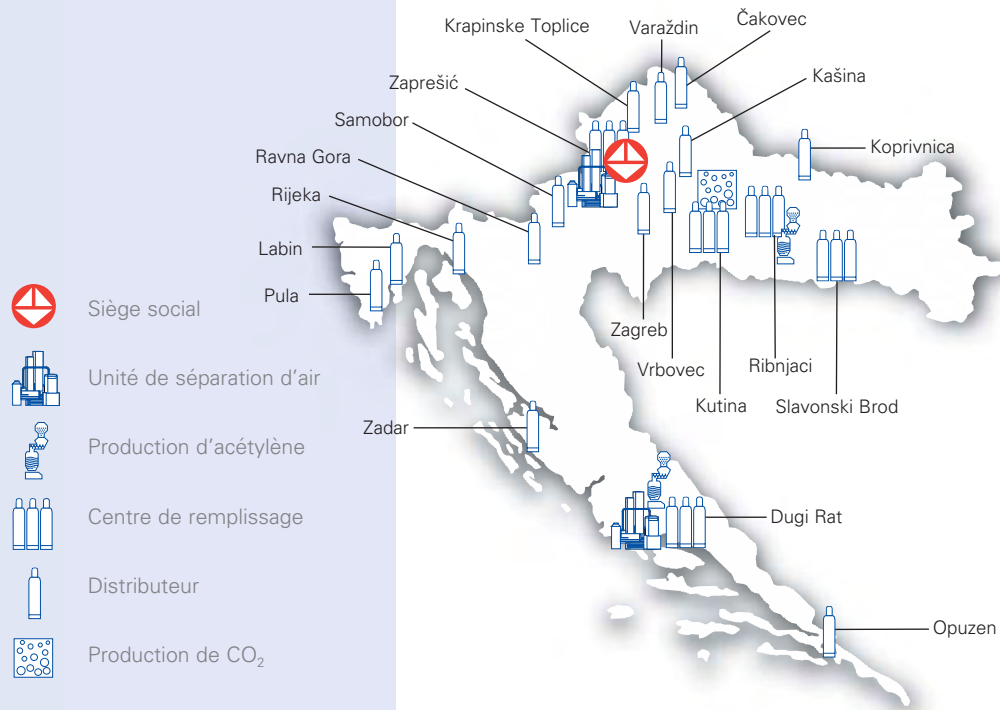 Krapinske Toplice
Varaždin
Čakovec
Zaprešić
Kašina
Samobor
Koprivnica
Ravna Gora
Rijeka
Labin
Pula
Siège social
Zagreb
Unité de séparation d'air
Vrbovec
Ribnjaci
Kutina
Slavonski Brod
Zadar
Production d'acétylène
Centre de remplissage
Dugi Rat
Distributeur
Opuzen
Production de CO₂